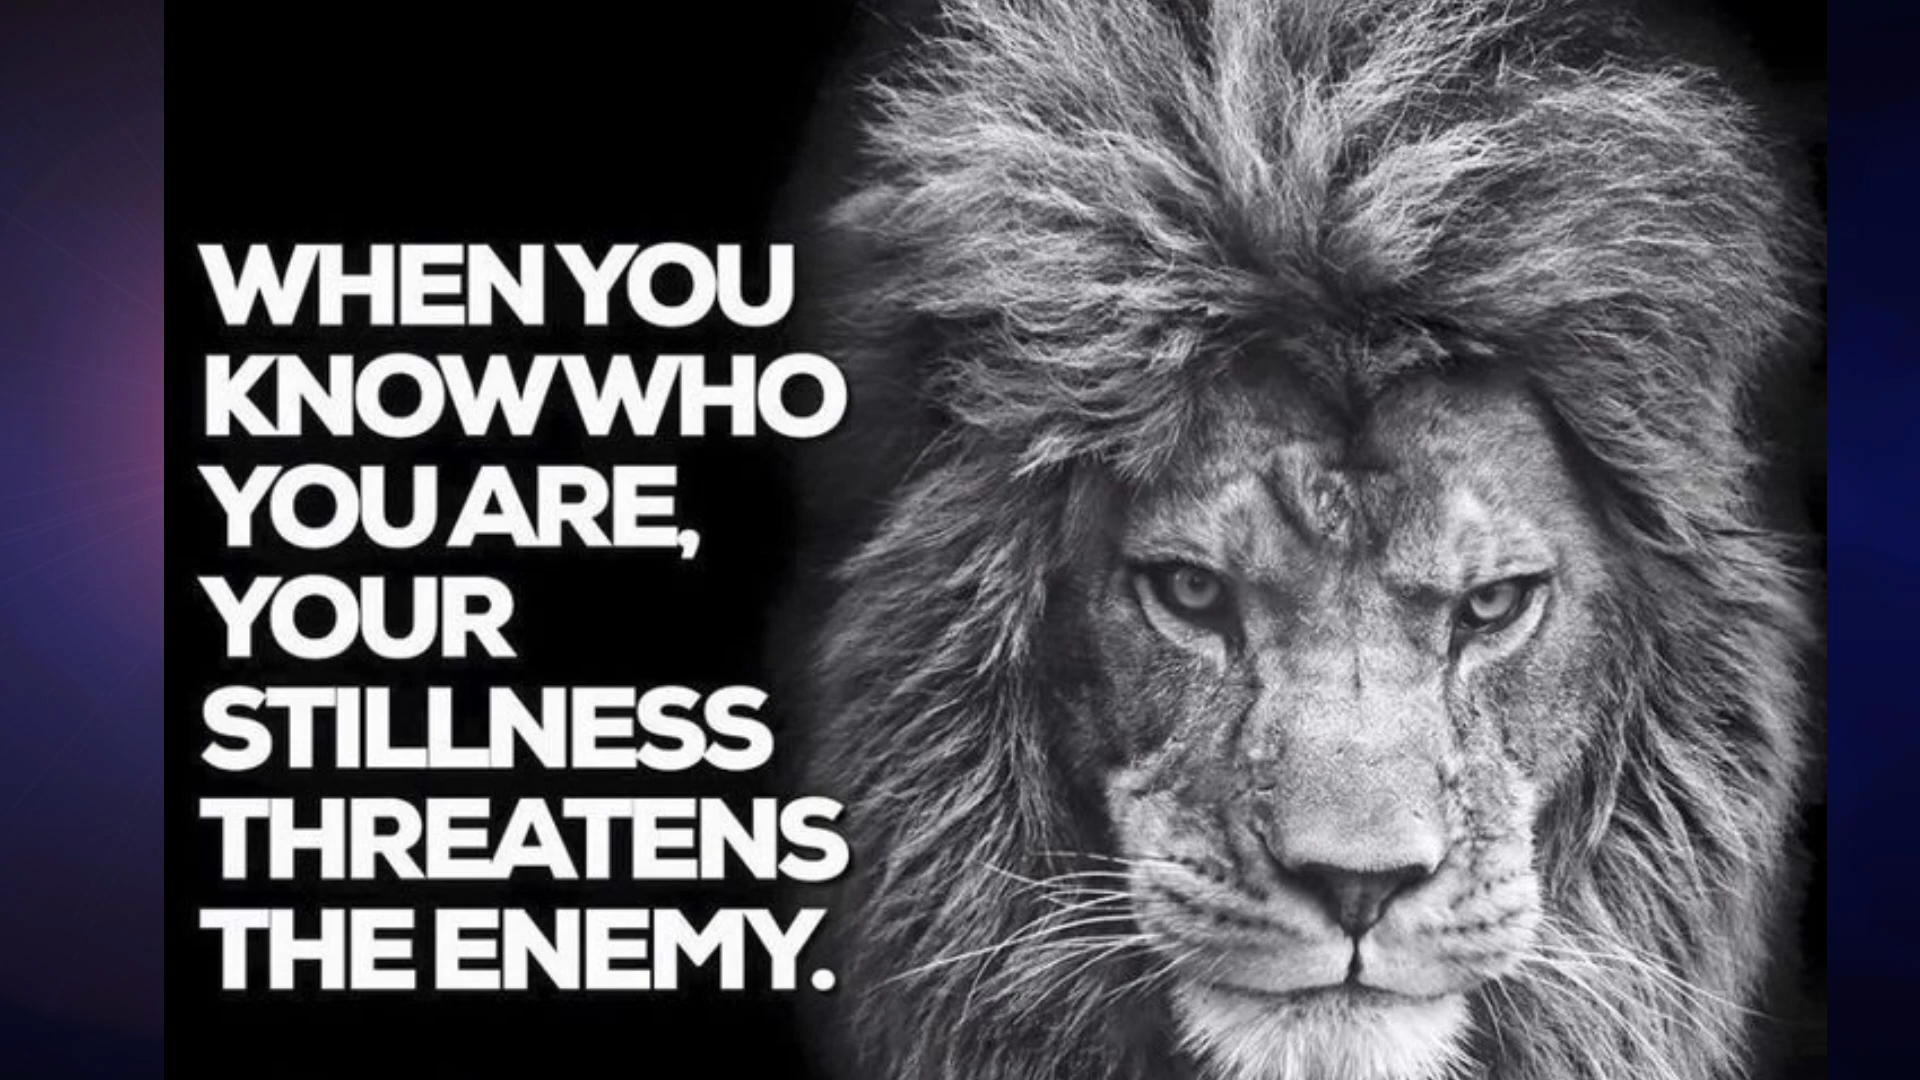 WHEN YOU
KNOW WHO
YOU ARE,
YOUR
STILLNESS
THREATENS
THE ENEMY.